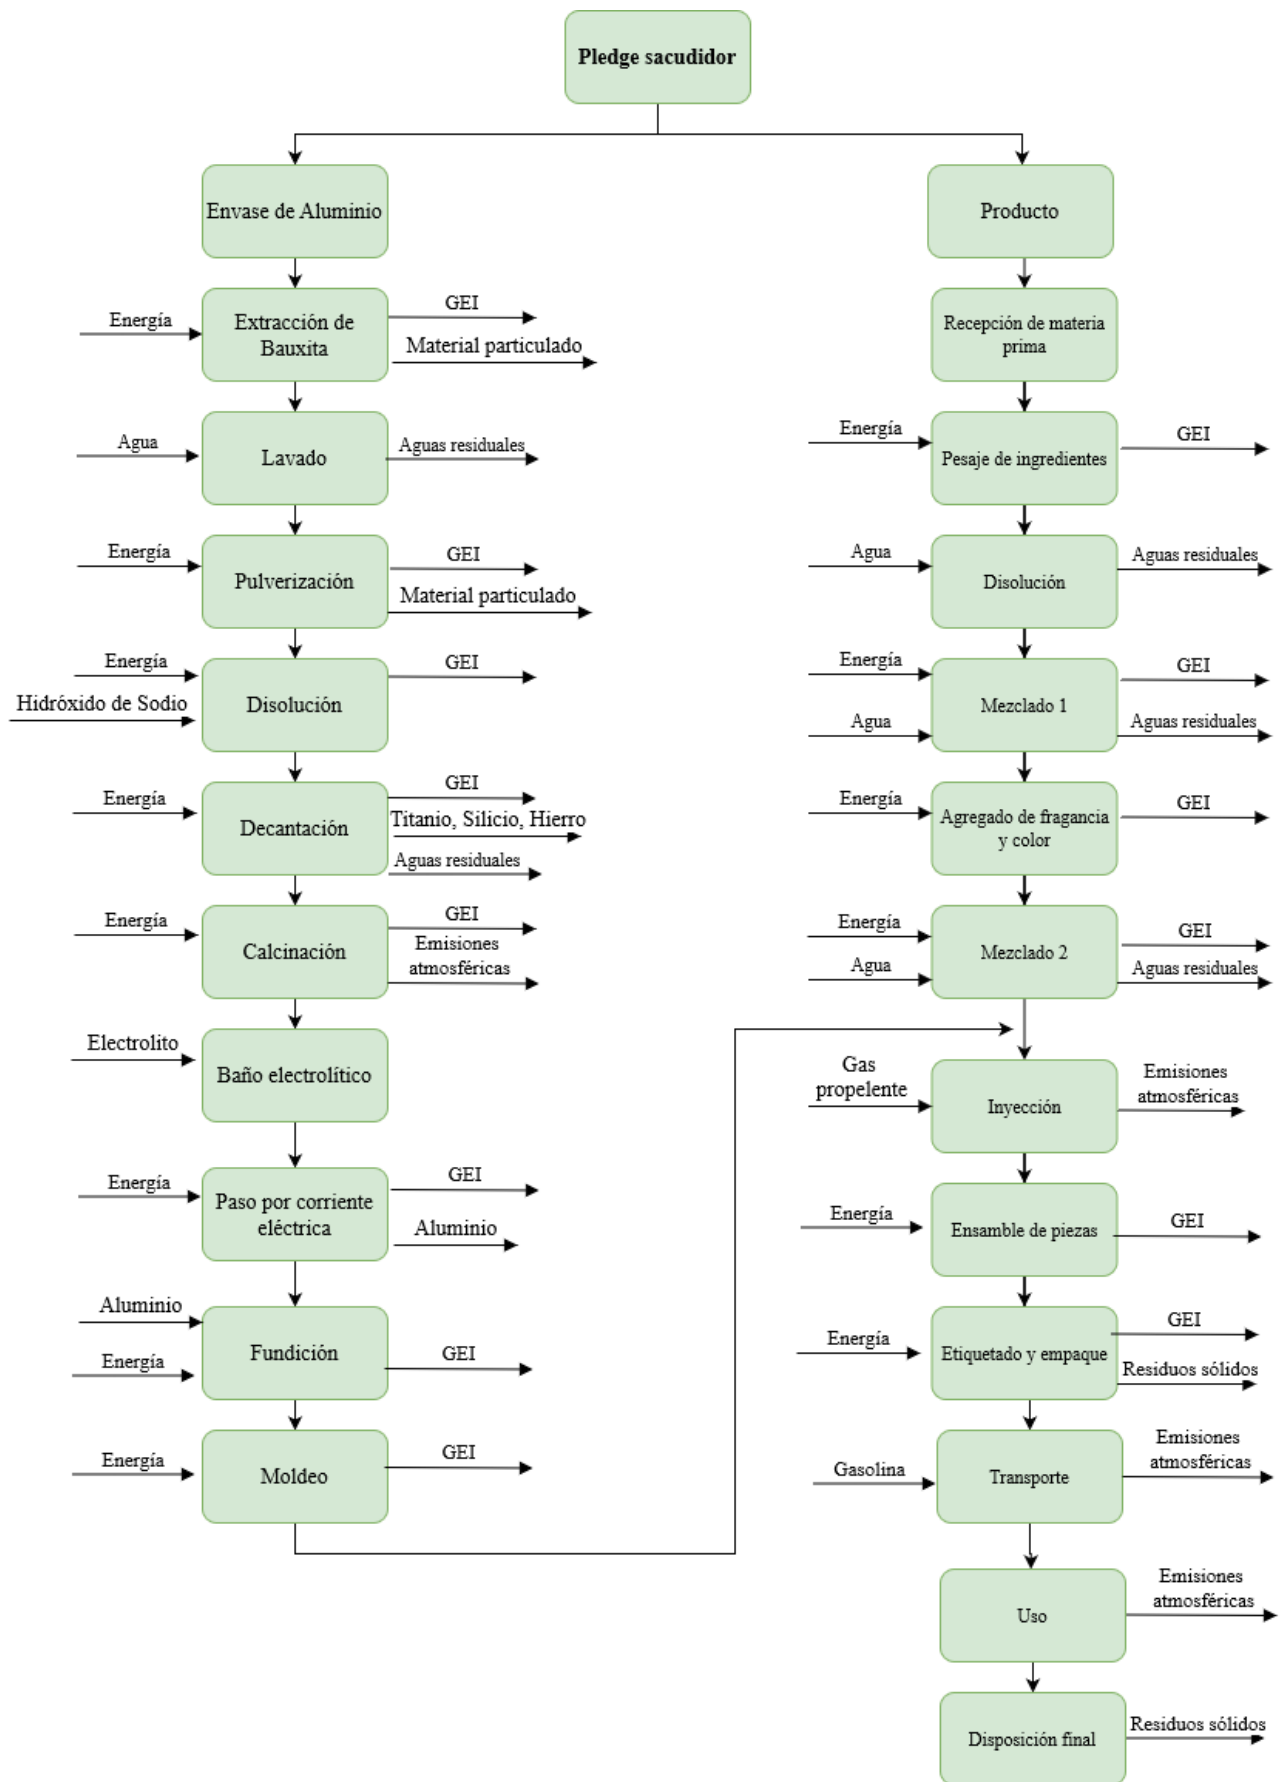 Pledge sacudidor
Envase de Aluminio
Producto
Energía
Extracción de
Bauxita
GEI
Material particulado
Recepción de materia
prima
Agua
Lavado
Aguas residuales
Energía
Pesaje de ingredientes
GEI
Energía
Pulverización
GEI
Material particulado
Agua
Disolución
Aguas residuales
Energía
Hidróxido de Sodio
Disolución
GEI
Energía
Agua
Mezclado 1
GEI
Aguas residuales
Energía
Decantación
GEI
Titanio, Silicio, Hierro
Aguas residuales
Energía
Agregado de fragancia
y color
GEI
Energía
Calcinación
GEI
Emisiones
atmosféricas
Energía
Agua
Mezclado 2
GEI
Aguas residuales
Electrolito
Baño electrolítico
Gas
propelente
Inyección
Emisiones
atmosféricas
Energía
Paso por corriente
eléctrica
GEI
Aluminio
Energía
Ensamble de piezas
GEI
Aluminio
Energía
Fundición
GEI
Energía
Etiquetado y empaque
GEI
Residuos sólidos
Energía
Moldeo
GEI
Gasolina
Transporte
Emisiones
atmosféricas
Uso
Emisiones
atmosféricas
Disposición final
Residuos sólidos